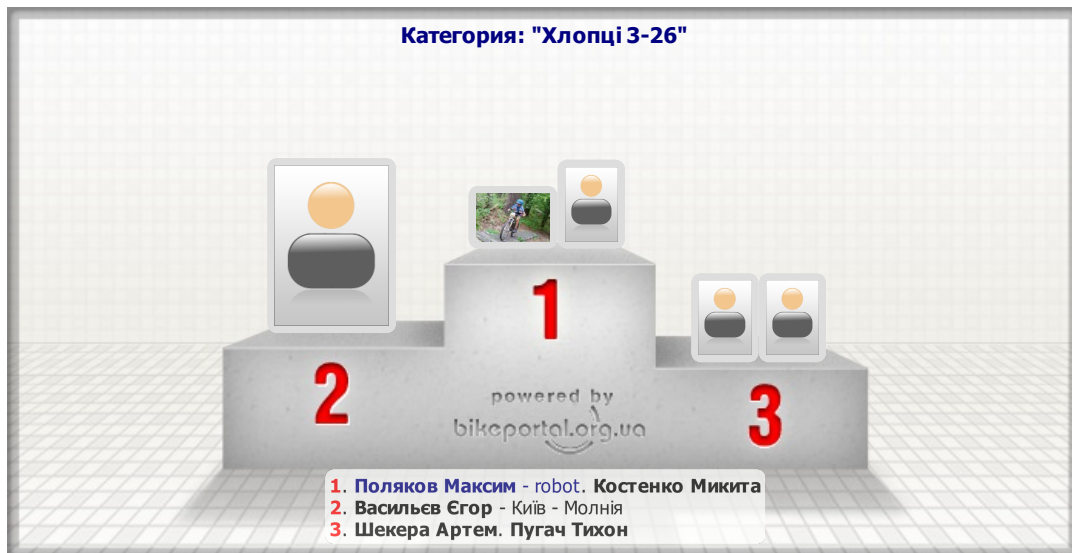 Категория: "Хлопці 3-26"
1
2
3
powered by
bikeportal.org.ua
1. Поляков Максим - robot. Костенко Микита
2. Васильєв Єгор - Київ - Молнія
3. Шекера Артем. Пугач Тихон